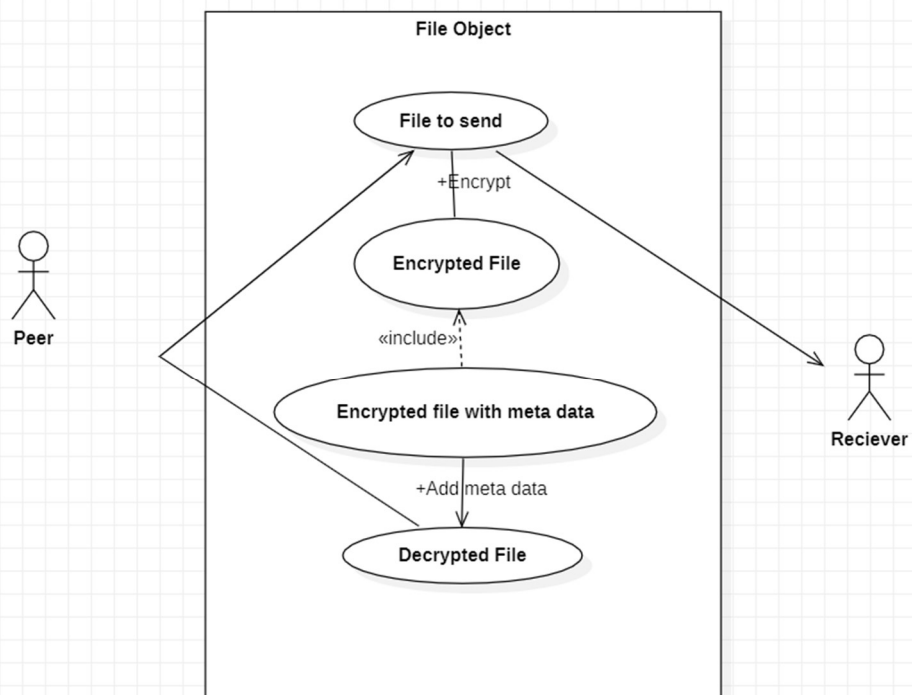 File Object
File to send
+Encrypt
Encrypted File
Peer
«include»
Encrypted file with meta data
Reciever
+Add meta data
Decrypted File